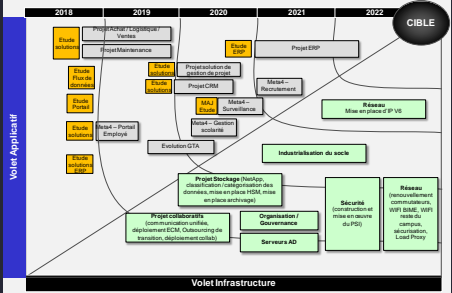 2018 2019 2020 2021 2022
CIBLE
Volet Applicatif
Etude
solutions
Projet Achat / Logistique /
Ventes
Projet Maintenance
Etude
ERP
Projet ERP
Etude
Flux de
données
Etude
solutions
Projet solution de
gestion de projet
Etude
solutions
Projet CRM
Meta4 –
Recrutement
Etude
Portail
MAJ
Etude
Meta4 –
Surveillance
Réseau
Mise en place d'IP V6
Etude
solutions
Meta4 – Portail
Employé
Meta4 – Gestion
scolarité
Evolution GTA
Etude
solutions
ERP
Industrialisation du socle
Projet Stockage (NetApp,
classification / catégorisation des
données, mise en place HSM, mise
en place archivage)
Sécurité
(construction et
mise en œuvre
du PSI)
Réseau
(renouvellement
commutateurs,
WIFI BIME, WIFI
reste du
campus,
sécurisation,
Load Proxy)
Projet collaboratifs
(communication unifiée,
déploiement ECM, Outsourcing de
transition, déploiement collab)
Organisation /
Gouvernance
Serveurs AD
Volet Infrastructure